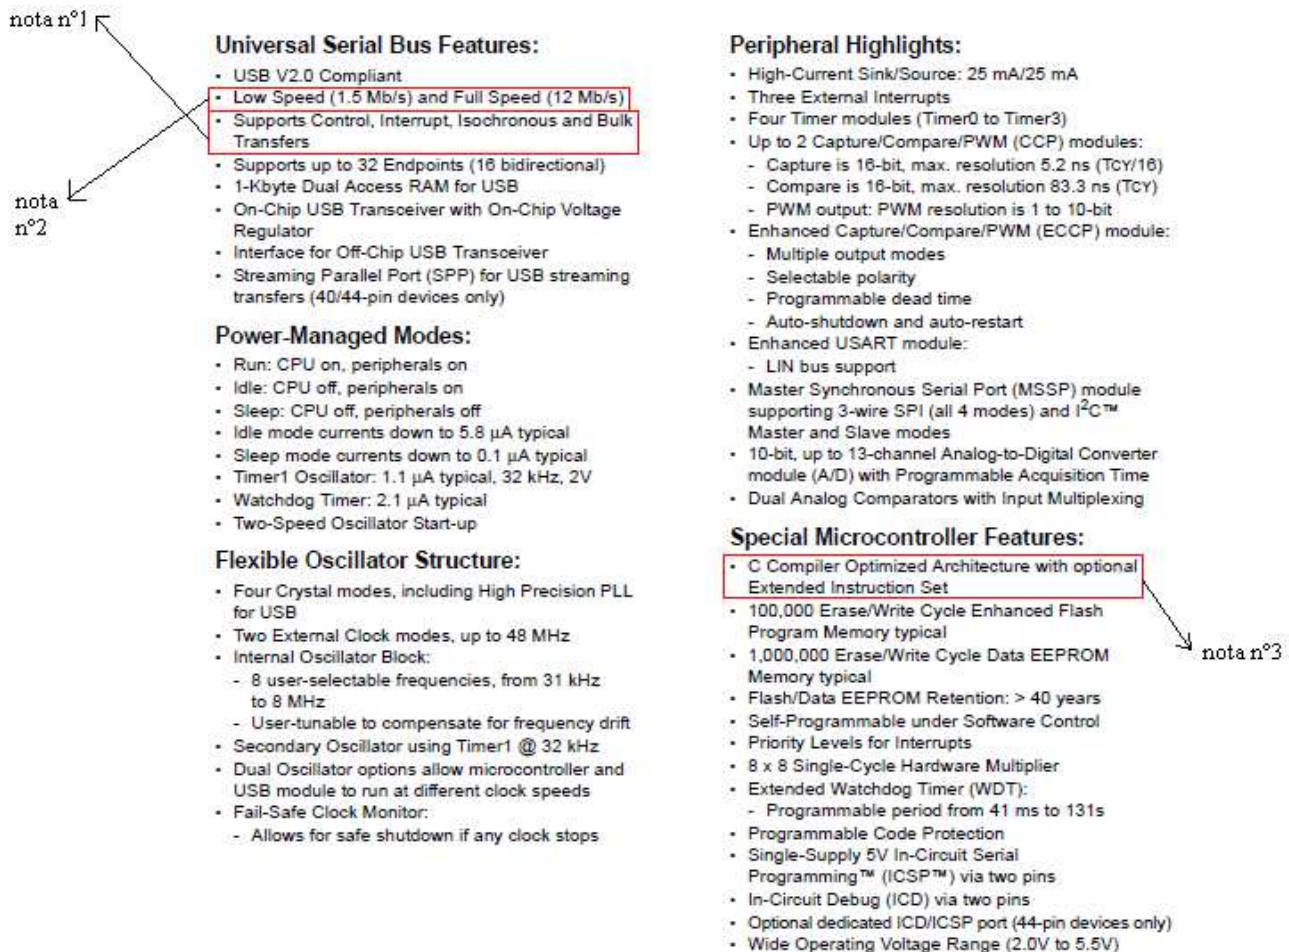 nota nº1
Universal Serial Bus Features:
• USB V2.0 Compliant
• Low Speed (1.5 Mb/s) and Full Speed (12 Mb/s)
• Supports Control, Interrupt, Isochronous and Bulk
Transfers
• Supports up to 32 Endpoints (16 bidirectional)
• 1-Kbyte Dual Access RAM for USB
• On-Chip USB Transceiver with On-Chip Voltage
Regulator
• Interface for Off-Chip USB Transceiver
• Streaming Parallel Port (SPP) for USB streaming
transfers (40/44-pin devices only)
nota
nº2
Power-Managed Modes:
• Run: CPU on, peripherals on
• Idle: CPU off, peripherals on
• Sleep: CPU off, peripherals off
• Idle mode currents down to 5.8 µA typical
• Sleep mode currents down to 0.1 µA typical
• Timer1 Oscillator: 1.1 µA typical, 32 kHz, 2V
• Watchdog Timer: 2.1 µA typical
• Two-Speed Oscillator Start-up
Flexible Oscillator Structure:
• Four Crystal modes, including High Precision PLL
for USB
• Two External Clock modes, up to 48 MHz
• Internal Oscillator Block:
- 8 user-selectable frequencies, from 31 kHz
to 8 MHz
- User-tunable to compensate for frequency drift
• Secondary Oscillator using Timer1 @ 32 kHz
• Dual Oscillator options allow microcontroller and
USB module to run at different clock speeds
• Fail-Safe Clock Monitor:
- Allows for safe shutdown if any clock stops
Peripheral Highlights:
• High-Current Sink/Source: 25 mA/25 mA
• Three External Interrupts
• Four Timer modules (Timer0 to Timer3)
• Up to 2 Capture/Compare/PWM (CCP) modules:
- Capture is 16-bit, max. resolution 5.2 ns (TCY/16)
- Compare is 16-bit, max. resolution 83.3 ns (TCY)
- PWM output: PWM resolution is 1 to 10-bit
• Enhanced Capture/Compare/PWM (ECCP) module:
- Multiple output modes
- Selectable polarity
- Programmable dead time
- Auto-shutdown and auto-restart
• Enhanced USART module:
- LIN bus support
• Master Synchronous Serial Port (MSSP) module
supporting 3-wire SPI (all 4 modes) and I²C™
Master and Slave modes
• 10-bit, up to 13-channel Analog-to-Digital Converter
module (A/D) with Programmable Acquisition Time
• Dual Analog Comparators with Input Multiplexing
Special Microcontroller Features:
• C Compiler Optimized Architecture with optional
Extended Instruction Set
• 100,000 Erase/Write Cycle Enhanced Flash
Program Memory typical
• 1,000,000 Erase/Write Cycle Data EEPROM
Memory typical
• Flash/Data EEPROM Retention: > 40 years
• Self-Programmable under Software Control
• Priority Levels for Interrupts
• 8 x 8 Single-Cycle Hardware Multiplier
• Extended Watchdog Timer (WDT):
- Programmable period from 41 ms to 131s
• Programmable Code Protection
• Single-Supply 5V In-Circuit Serial
Programming™ (ICSP™) via two pins
• In-Circuit Debug (ICD) via two pins
• Optional dedicated ICD/ICSP port (44-pin devices only)
• Wide Operating Voltage Range (2.0V to 5.5V)
nota nº3